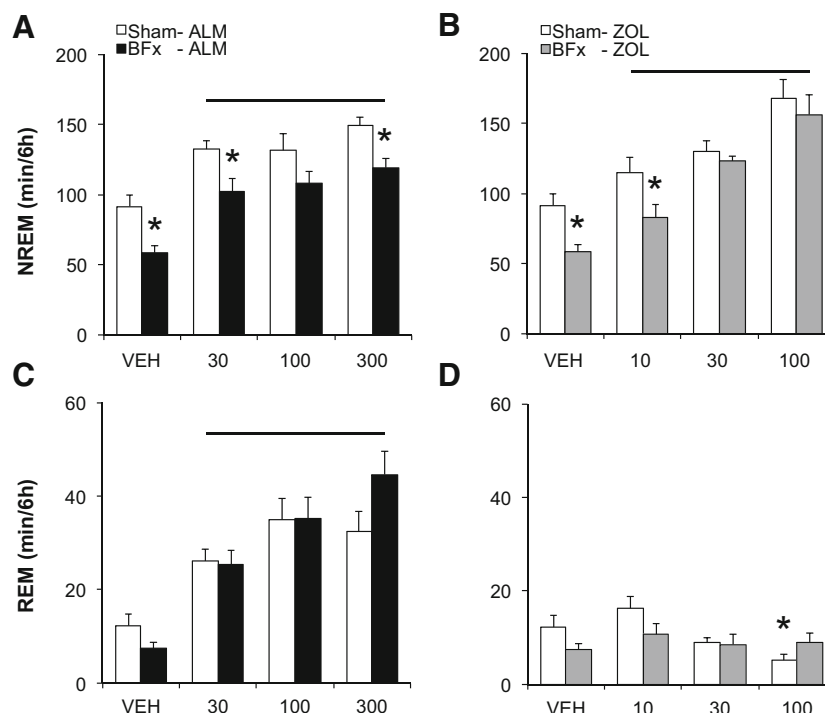 A
Sham- ALM
BFx - ALM
NREM (min/6h)
200
150
100
50
0
*
*
*
VEH 30 100 300
B
Sham- ZOL
BFx - ZOL
200
150
100
50
0
*
*
VEH 10 30 100
C
REM (min/6h)
60
40
20
0
VEH 30 100 300
D
60
40
20
0
*
VEH 10 30 100